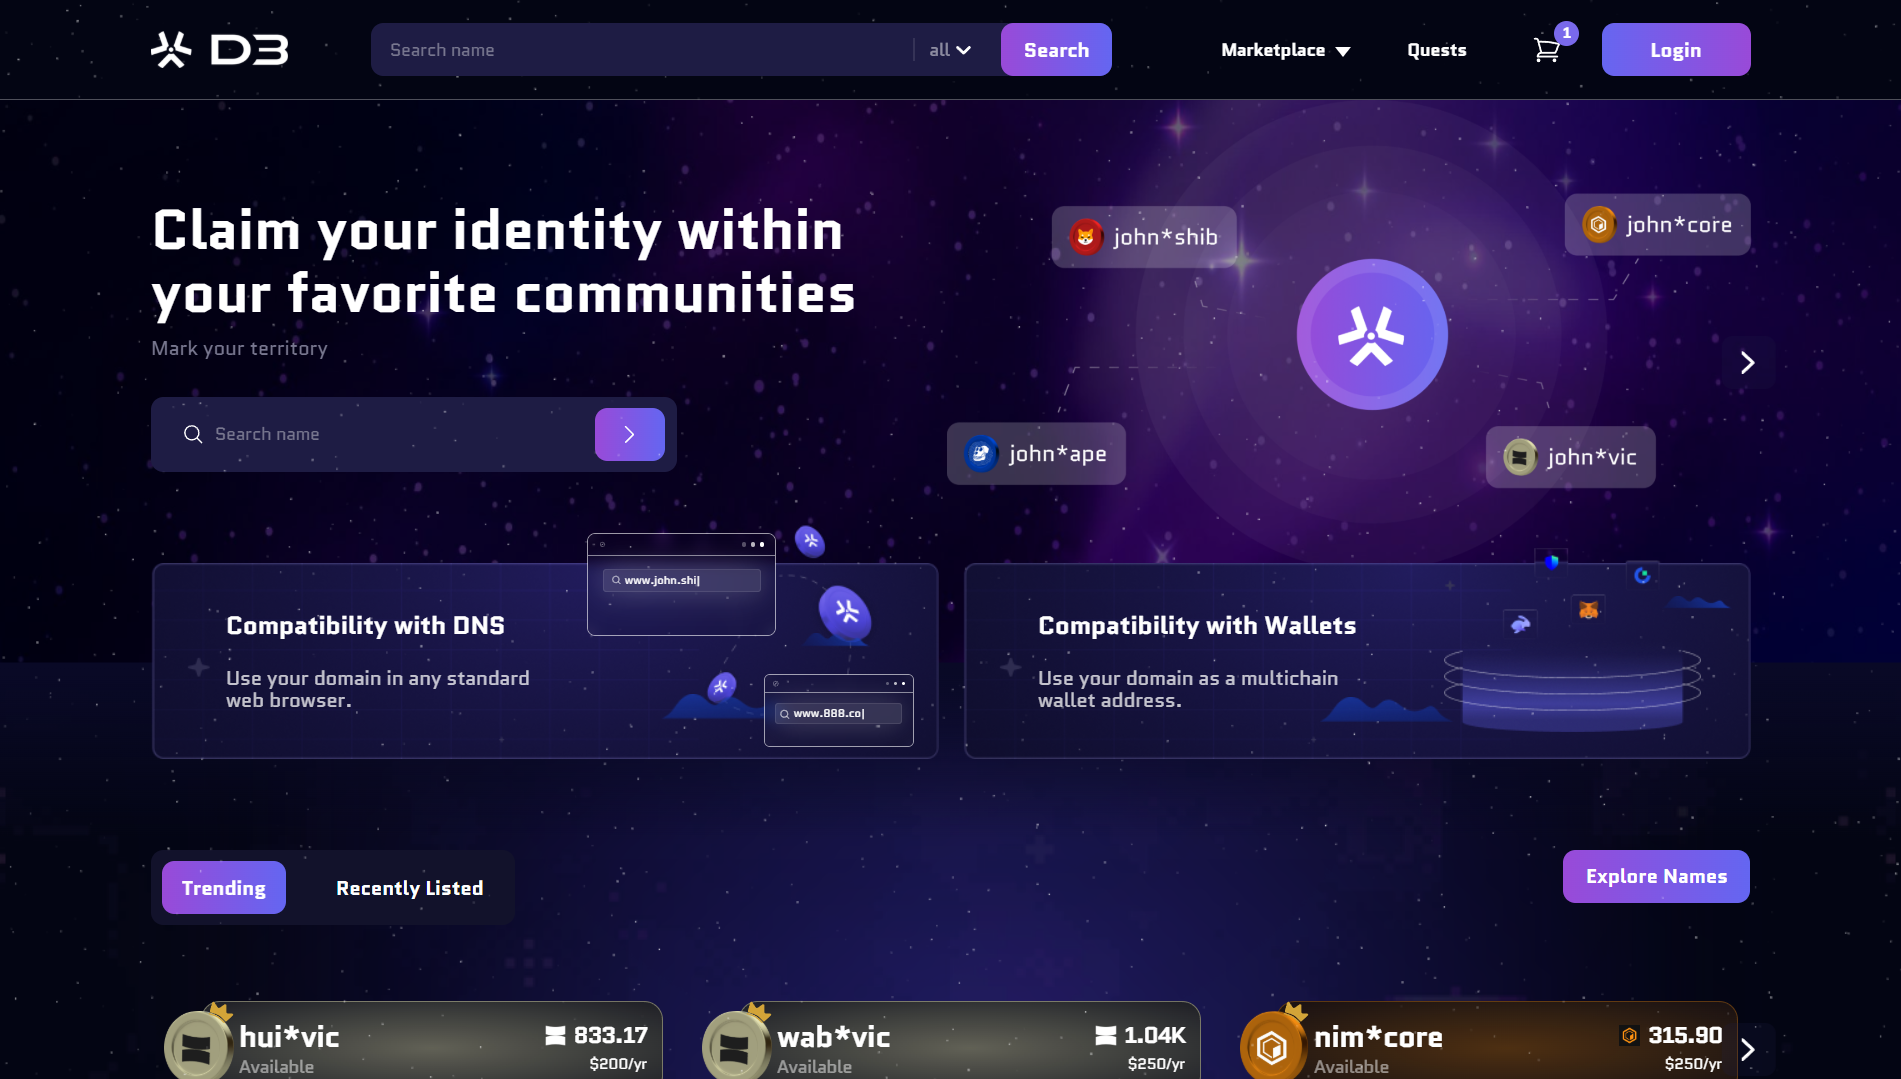 D3
Search name
all
Search
Marketplace
Quests
1
Login
Claim your identity within
your favorite communities
Mark your territory
Search name
john*shib
john*core
john*ape
john*vic
Compatibility with DNS
Use your domain in any standard
web browser.
www.john.shi|
www.888.co|
Compatibility with Wallets
Use your domain as a multichain
wallet address.
Trending
Recently Listed
Explore Names
hui*vic
833.17
Available
$200/yr
wab*vic
1.04K
Available
$250/yr
nim*core
315.90
Available
$250/yr